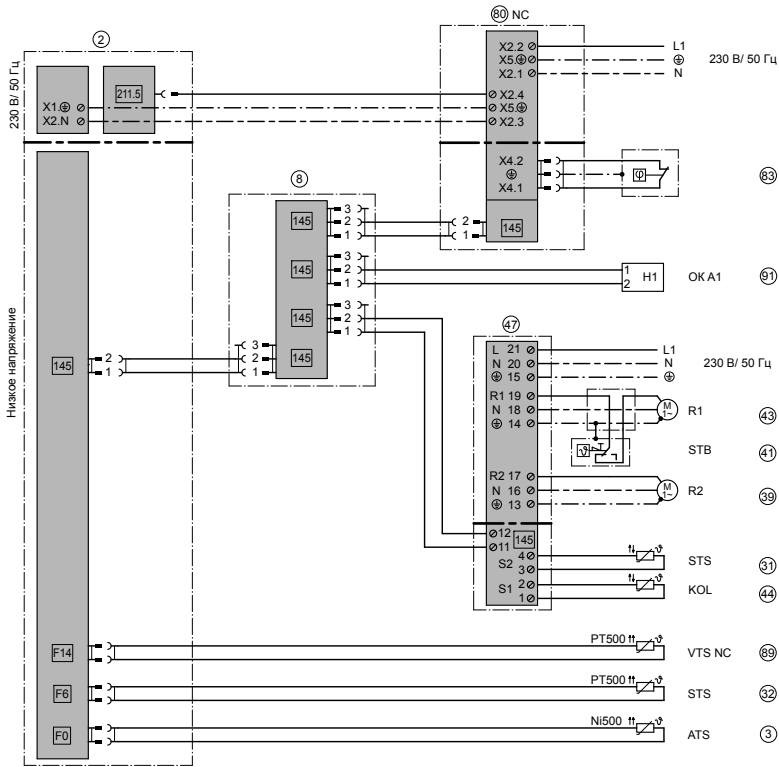 80 NC
2
X2.2 L1
X5. 230 В/ 50 Гц
X2.1 N
230 В/ 50 Гц
211.5
X2.4
X1. X5.
X2.N X2.3
X4.2
φ 83
X4.1
8
145 3
2 2
1 1 145
145 3
2 1 H1 OK A1 91
1 2
145 3
2
1
47
145 3
2 2 145
1 1
Низкое напряжение
L 21 L1
N 20 N 230 В/ 50 Гц
15
R1 19
N 18 M 1~ R1 43
14
ϑ STB 41
R2 17
N 16 M 1~ R2 39
13
12 145
11
4 ϑ STS 31
S2 3
S1 2 ϑ KOL 44
1
F14 PT500 ϑ VTS NC 89
F6 PT500 ϑ STS 32
F0 Ni500 ϑ ATS 3